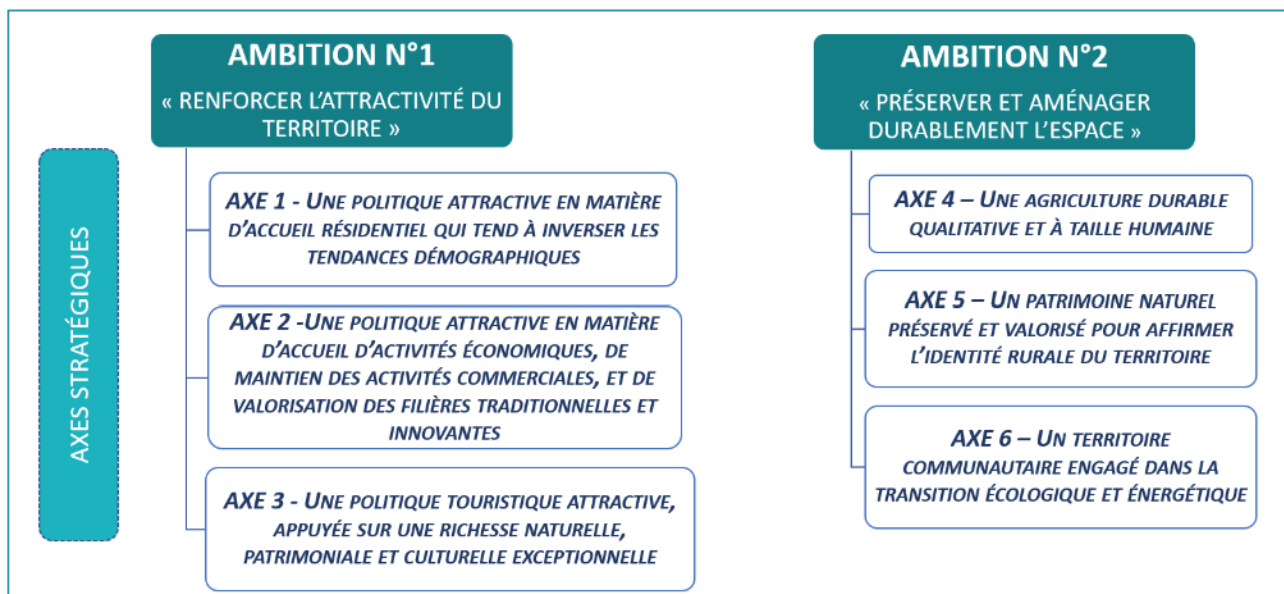 AMBITION N°1
« RENFORCER L'ATTRACTIVITÉ DU
TERRITOIRE »
AXES STRATÉGIQUES
AXE 1 - UNE POLITIQUE ATTRACTIVE EN MATIÈRE
D'ACCUEIL RÉSIDENTIEL QUI TEND À INVERSER LES
TENDANCES DÉMOGRAPHIQUES
AXE 2 -UNE POLITIQUE ATTRACTIVE EN MATIÈRE
D'ACCUEIL D'ACTIVITÉS ÉCONOMIQUES, DE
MAINTIEN DES ACTIVITÉS COMMERCIALES, ET DE
VALORISATION DES FILIÈRES TRADITIONNELLES ET
INNOVANTES
AXE 3 - UNE POLITIQUE TOURISTIQUE ATTRACTIVE,
APPUYÉE SUR UNE RICHESSE NATURELLE,
PATRIMONIALE ET CULTURELLE EXCEPTIONNELLE
AMBITION N°2
« PRÉSERVER ET AMÉNAGER
DURABLEMENT L'ESPACE »
AXE 4 – UNE AGRICULTURE DURABLE
QUALITATIVE ET À TAILLE HUMAINE
AXE 5 – UN PATRIMOINE NATUREL
PRÉSERVÉ ET VALORISÉ POUR AFFIRMER
L'IDENTITÉ RURALE DU TERRITOIRE
AXE 6 – UN TERRITOIRE
COMMUNAUTAIRE ENGAGÉ DANS LA
TRANSITION ÉCOLOGIQUE ET ÉNERGÉTIQUE